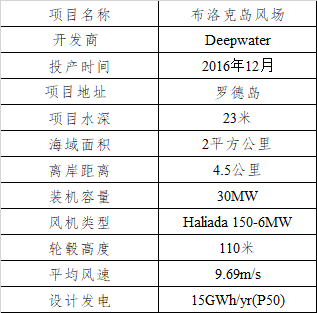 项目名称 布洛克岛风场
开发商 Deepwater
投产时间 2016年12月
项目地址 罗德岛
项目水深 23米
海域面积 2平方公里
离岸距离 4.5公里
装机容量 30MW
风机类型 Haliada 150-6MW
轮毂高度 110米
平均风速 9.69m/s
设计发电 15GWh/yr(P50)